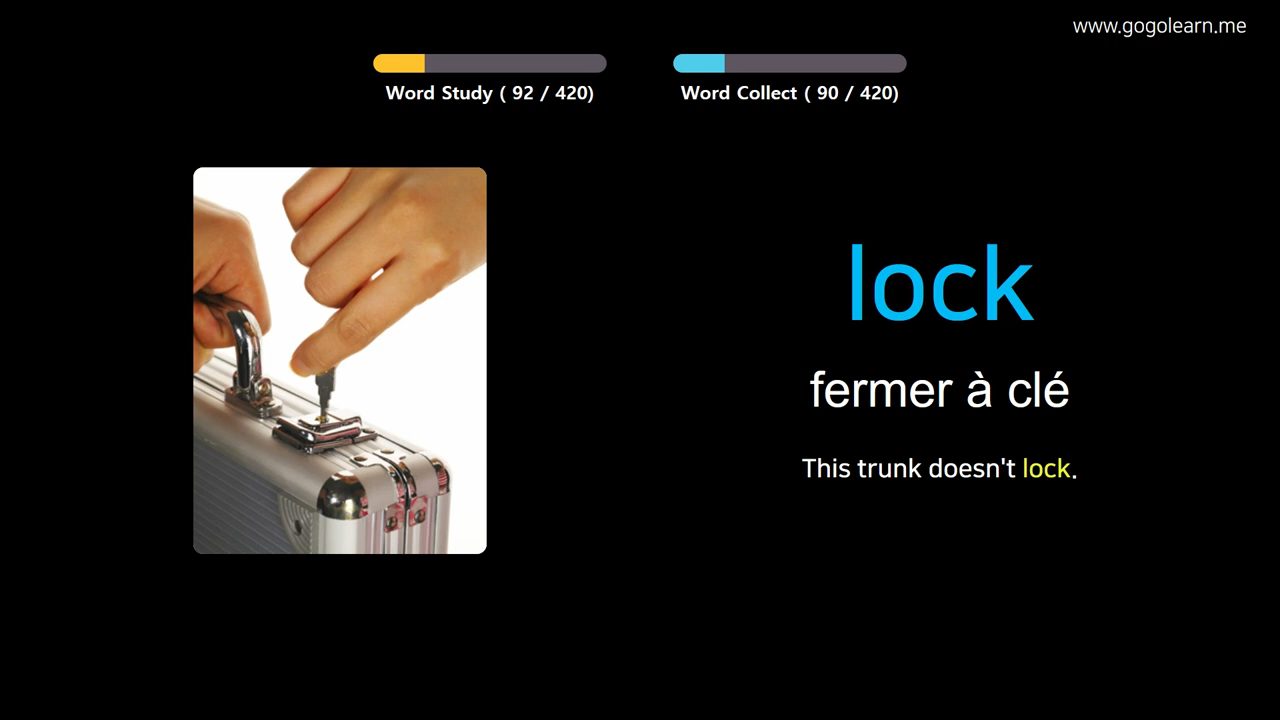 www.gogolearn.me
Word Study ( 92 / 420)
Word Collect ( 90 / 420)
lock
fermer à clé
This trunk doesn't lock.